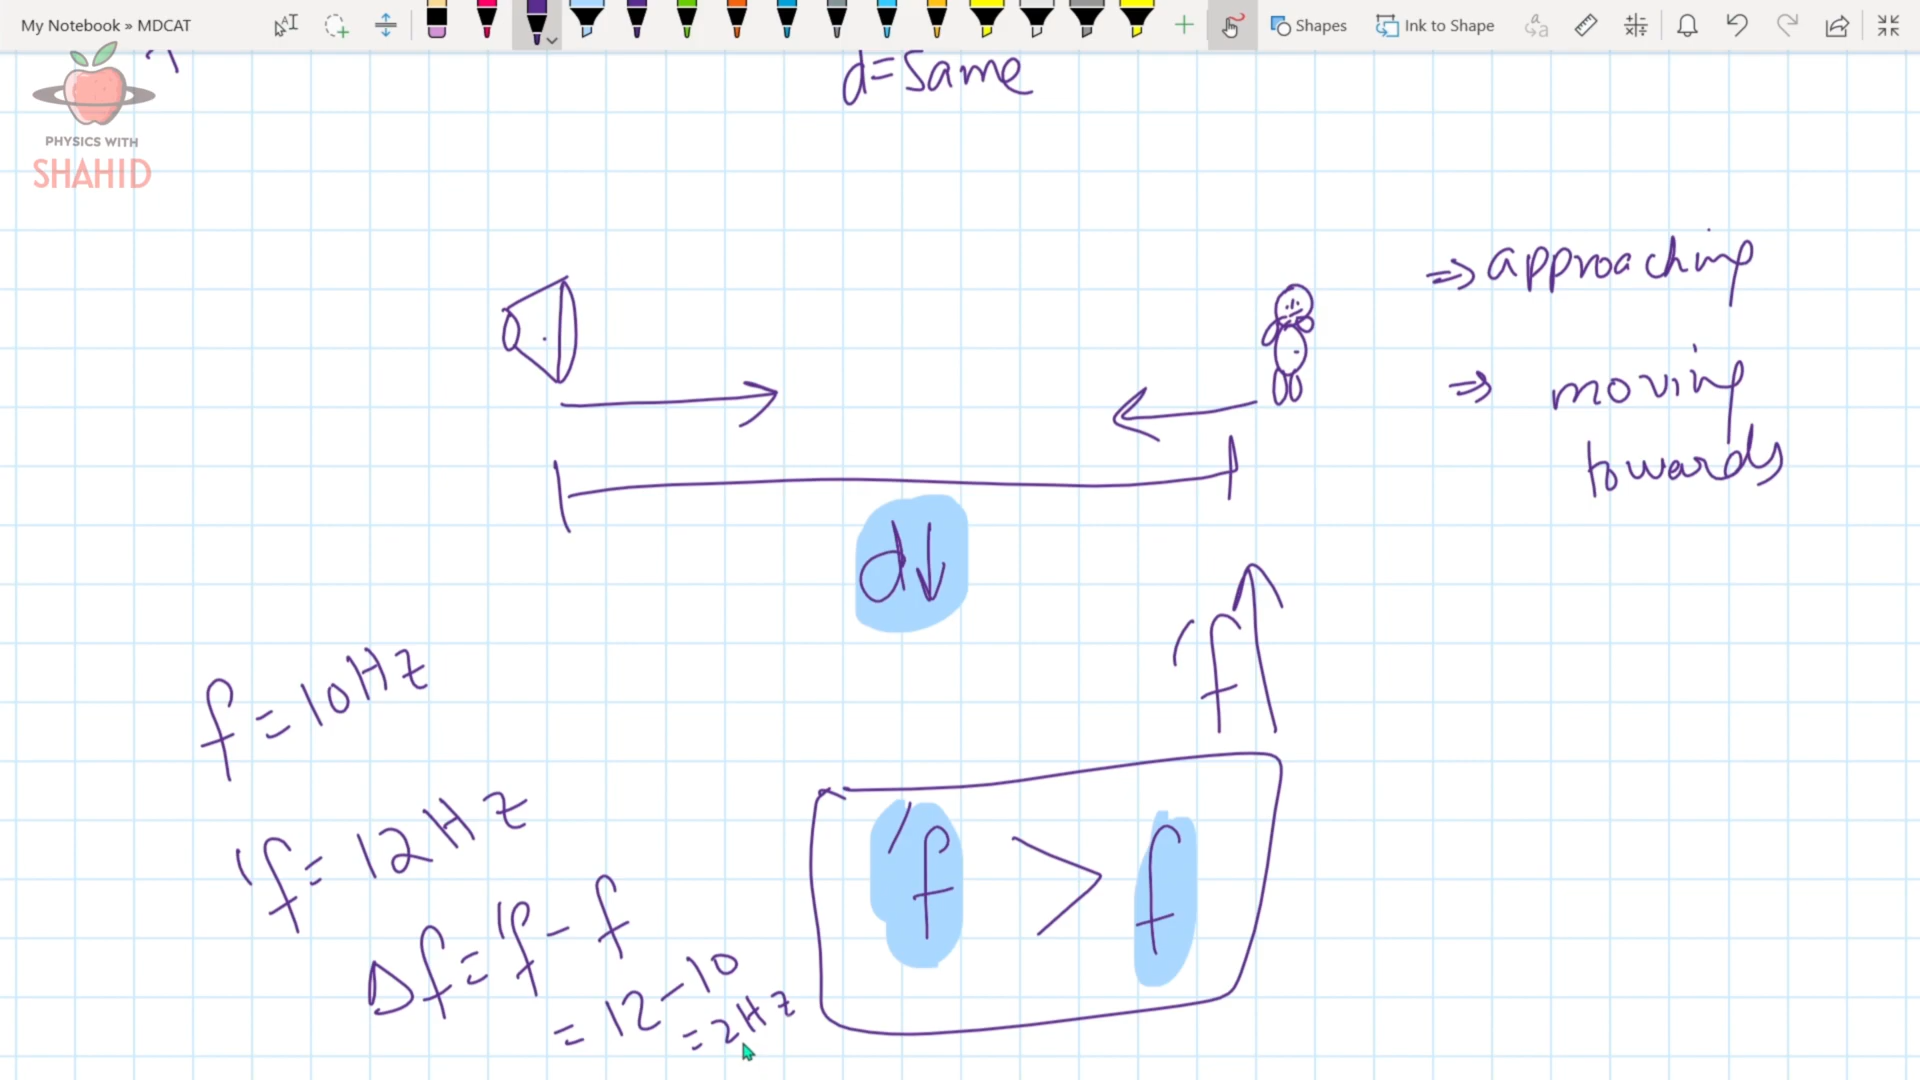 My Notebook » MDCAT
Shapes
Ink to Shape
PHYSICS WITH
SHAHID
d=Same
⇒ approaching
⇒ moving
towards
d↓
'f↑
f=10Hz
'f=12Hz
Δf='f-f
=12-10
=2Hz
'f > f